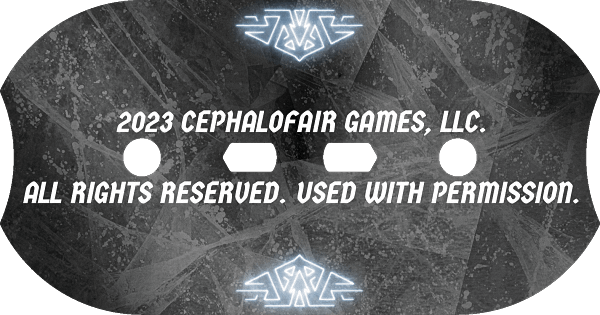 2023 CEPHALOFAIR GAMES, LLC.
ALL RIGHTS RESERVED. USED WITH PERMISSION.